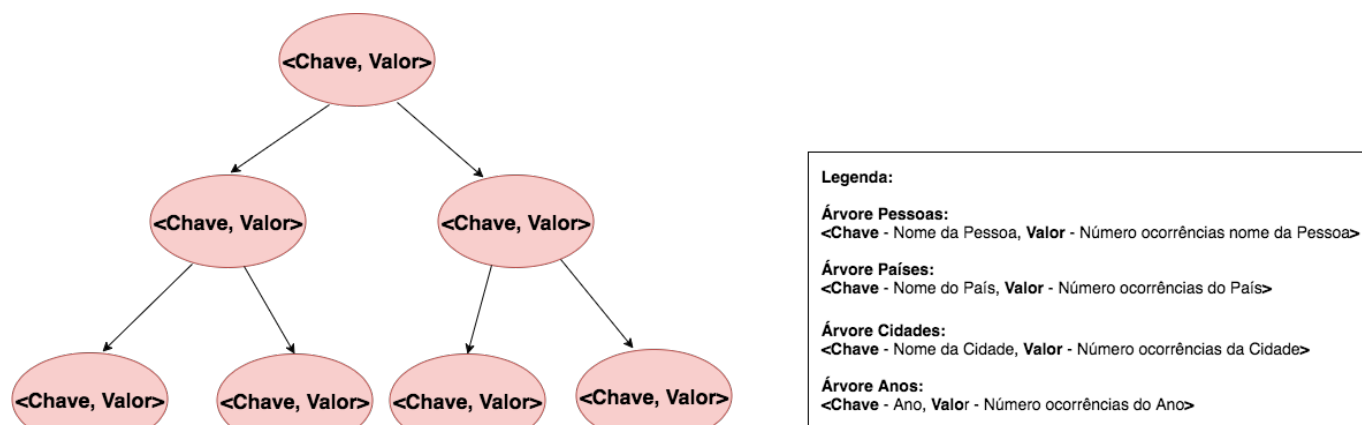 <Chave, Valor>
<Chave, Valor>
<Chave, Valor>
<Chave, Valor>
<Chave, Valor>
<Chave, Valor>
<Chave, Valor>
Legenda:
Árvore Pessoas:
<Chave - Nome da Pessoa, Valor - Número ocorrências nome da Pessoa>
Árvore Países:
<Chave - Nome do País, Valor - Número ocorrências do País>
Árvore Cidades:
<Chave - Nome da Cidade, Valor - Número ocorrências da Cidade>
Árvore Anos:
<Chave - Ano, Valor - Número ocorrências do Ano>